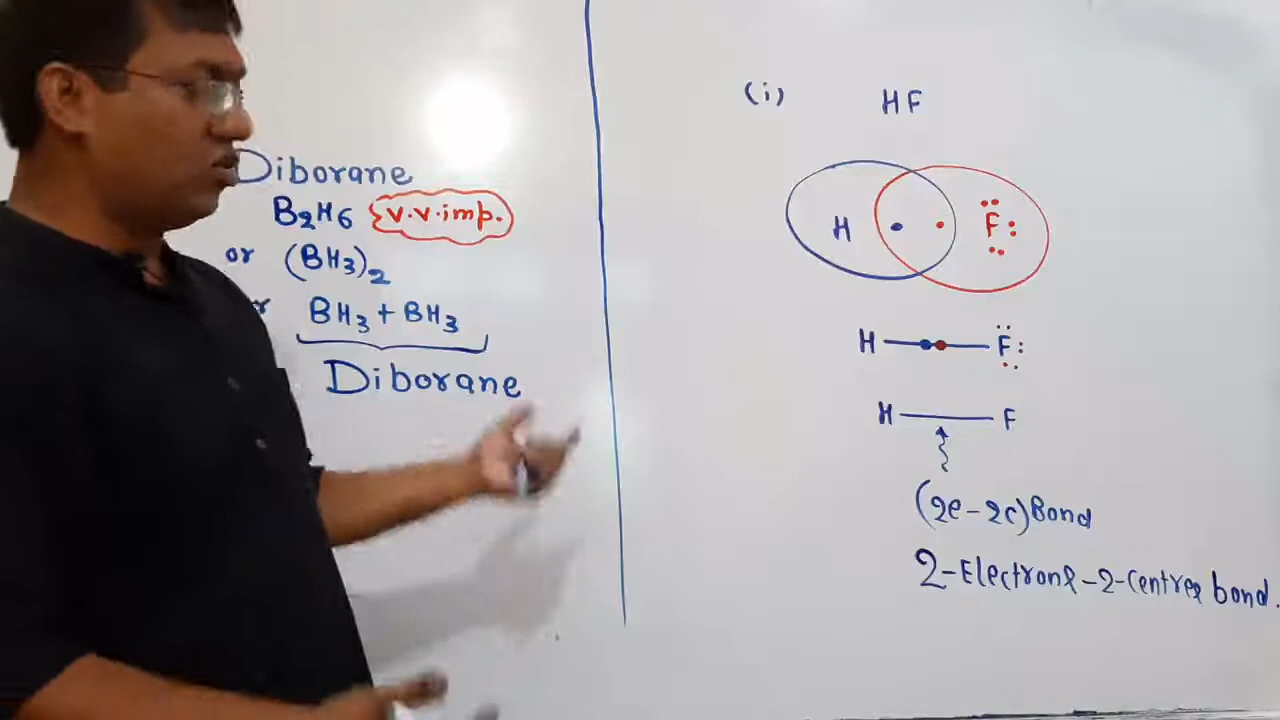 Diborane
B₂H₆ V.V.imp.
or (BH₃)₂
or BH₃ + BH₃
Diborane
(i) HF
H F
H F
H F
(2e-2c)Bond
2-Electrons-2-Centres bond.